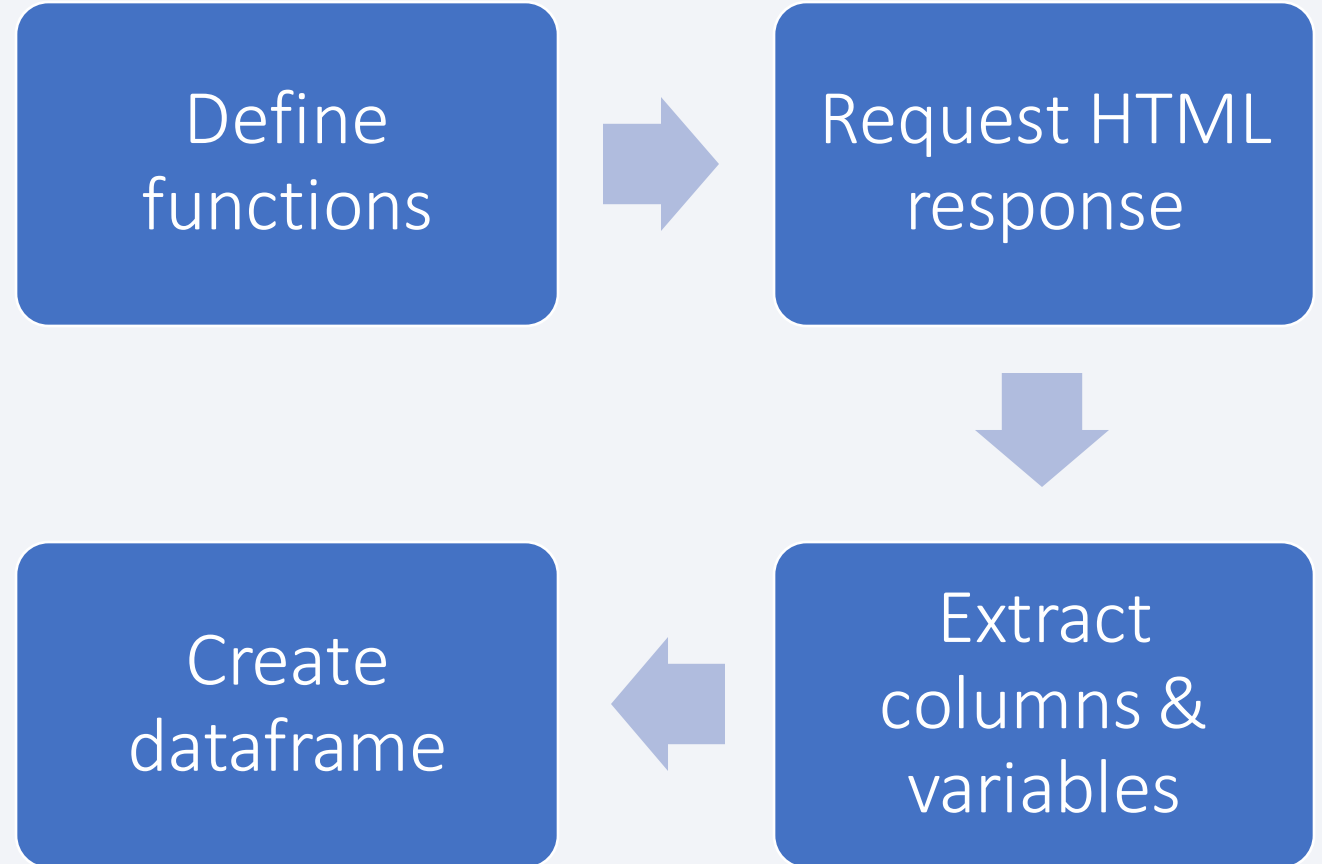 Define
functions
Request HTML
response
Extract
columns &
variables
Create
dataframe